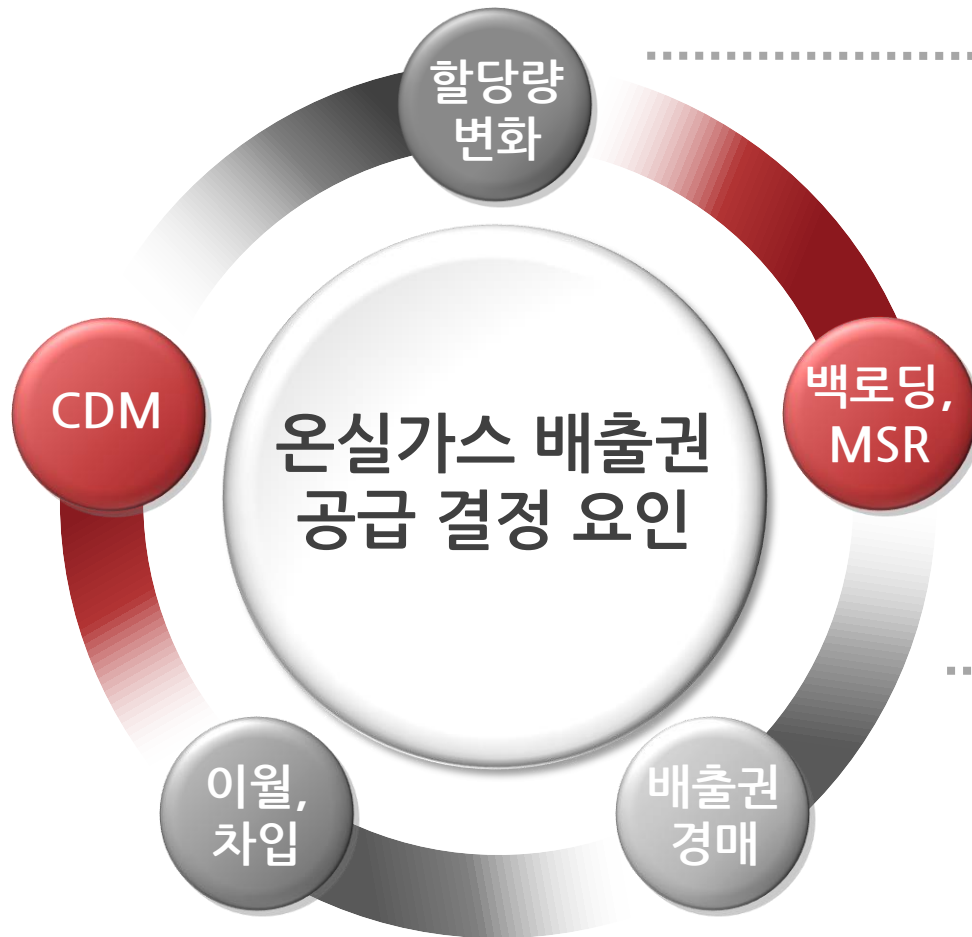 할당량
변화
CDM
백로딩,
MSR
온실가스 배출권
공급 결정 요인
이월,
차입
배출권
경매